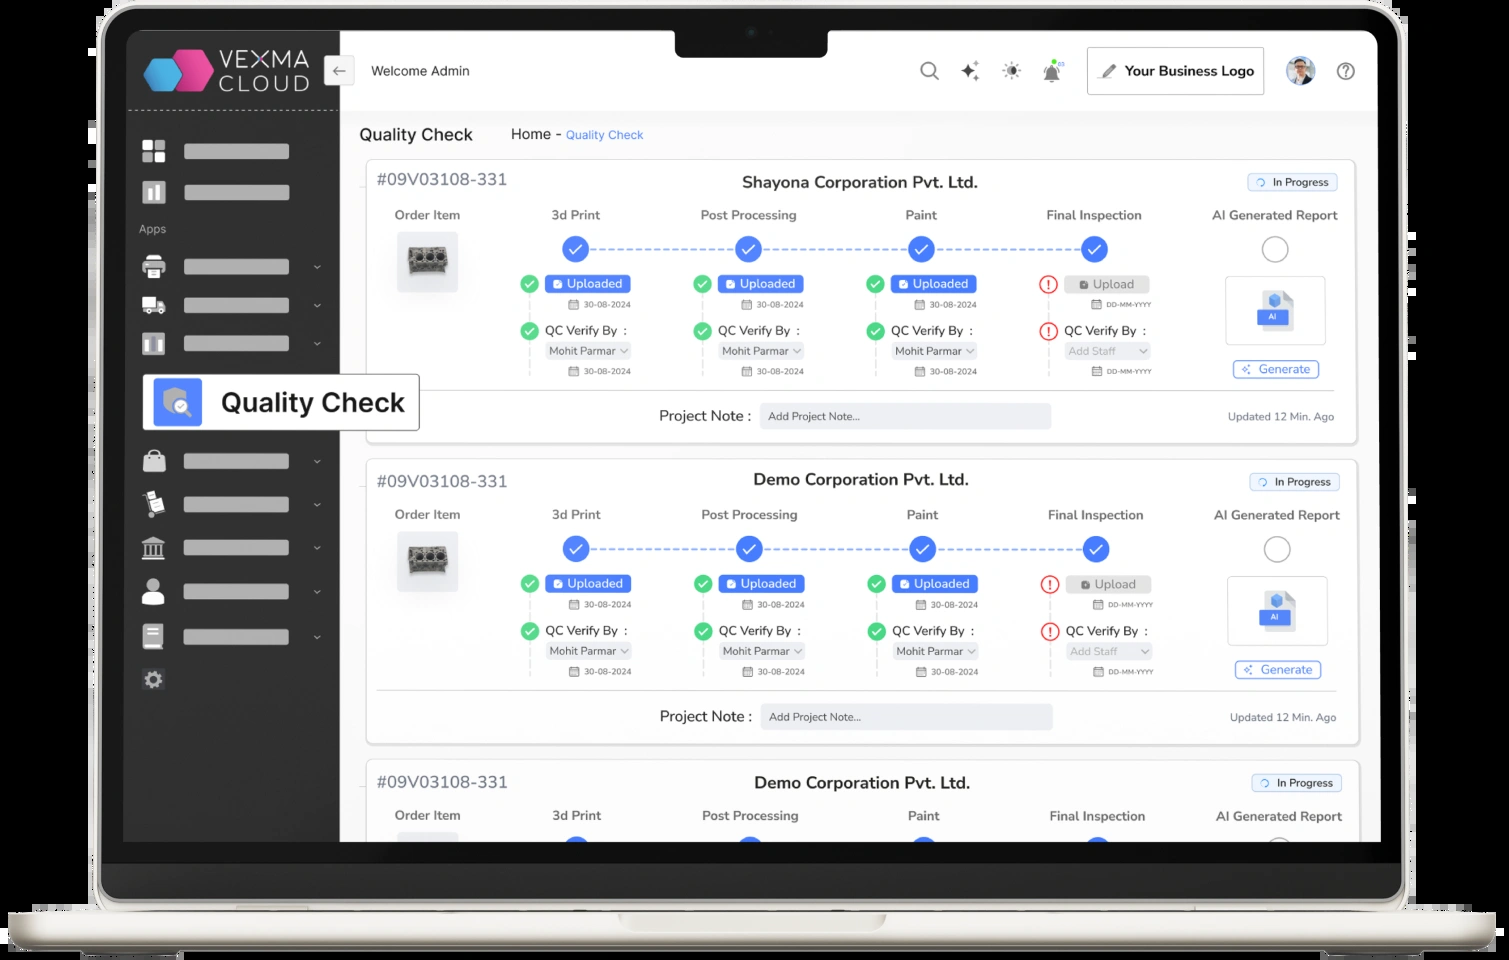 VEXMA
CLOUD
Welcome Admin
Your Business Logo
Quality Check
Home - Quality Check
Apps
Quality Check
#09V03108-331
Shayona Corporation Pvt. Ltd.
In Progress
Order Item
3d Print
Post Processing
Paint
Final Inspection
AI Generated Report
Uploaded
Uploaded
Uploaded
Upload
30-08-2024
30-08-2024
30-08-2024
DD-MM-YYYY
AI
QC Verify By :
QC Verify By :
QC Verify By :
QC Verify By :
Mohit Parmar
Mohit Parmar
Mohit Parmar
Add Staff
30-08-2024
30-08-2024
30-08-2024
DD-MM-YYYY
Generate
Project Note :
Add Project Note...
Updated 12 Min. Ago
#09V03108-331
Demo Corporation Pvt. Ltd.
In Progress
Order Item
3d Print
Post Processing
Paint
Final Inspection
AI Generated Report
Uploaded
Uploaded
Uploaded
Upload
30-08-2024
30-08-2024
30-08-2024
DD-MM-YYYY
AI
QC Verify By :
QC Verify By :
QC Verify By :
QC Verify By :
Mohit Parmar
Mohit Parmar
Mohit Parmar
Add Staff
30-08-2024
30-08-2024
30-08-2024
DD-MM-YYYY
Generate
Project Note :
Add Project Note...
Updated 12 Min. Ago
#09V03108-331
Demo Corporation Pvt. Ltd.
In Progress
Order Item
3d Print
Post Processing
Paint
Final Inspection
AI Generated Report